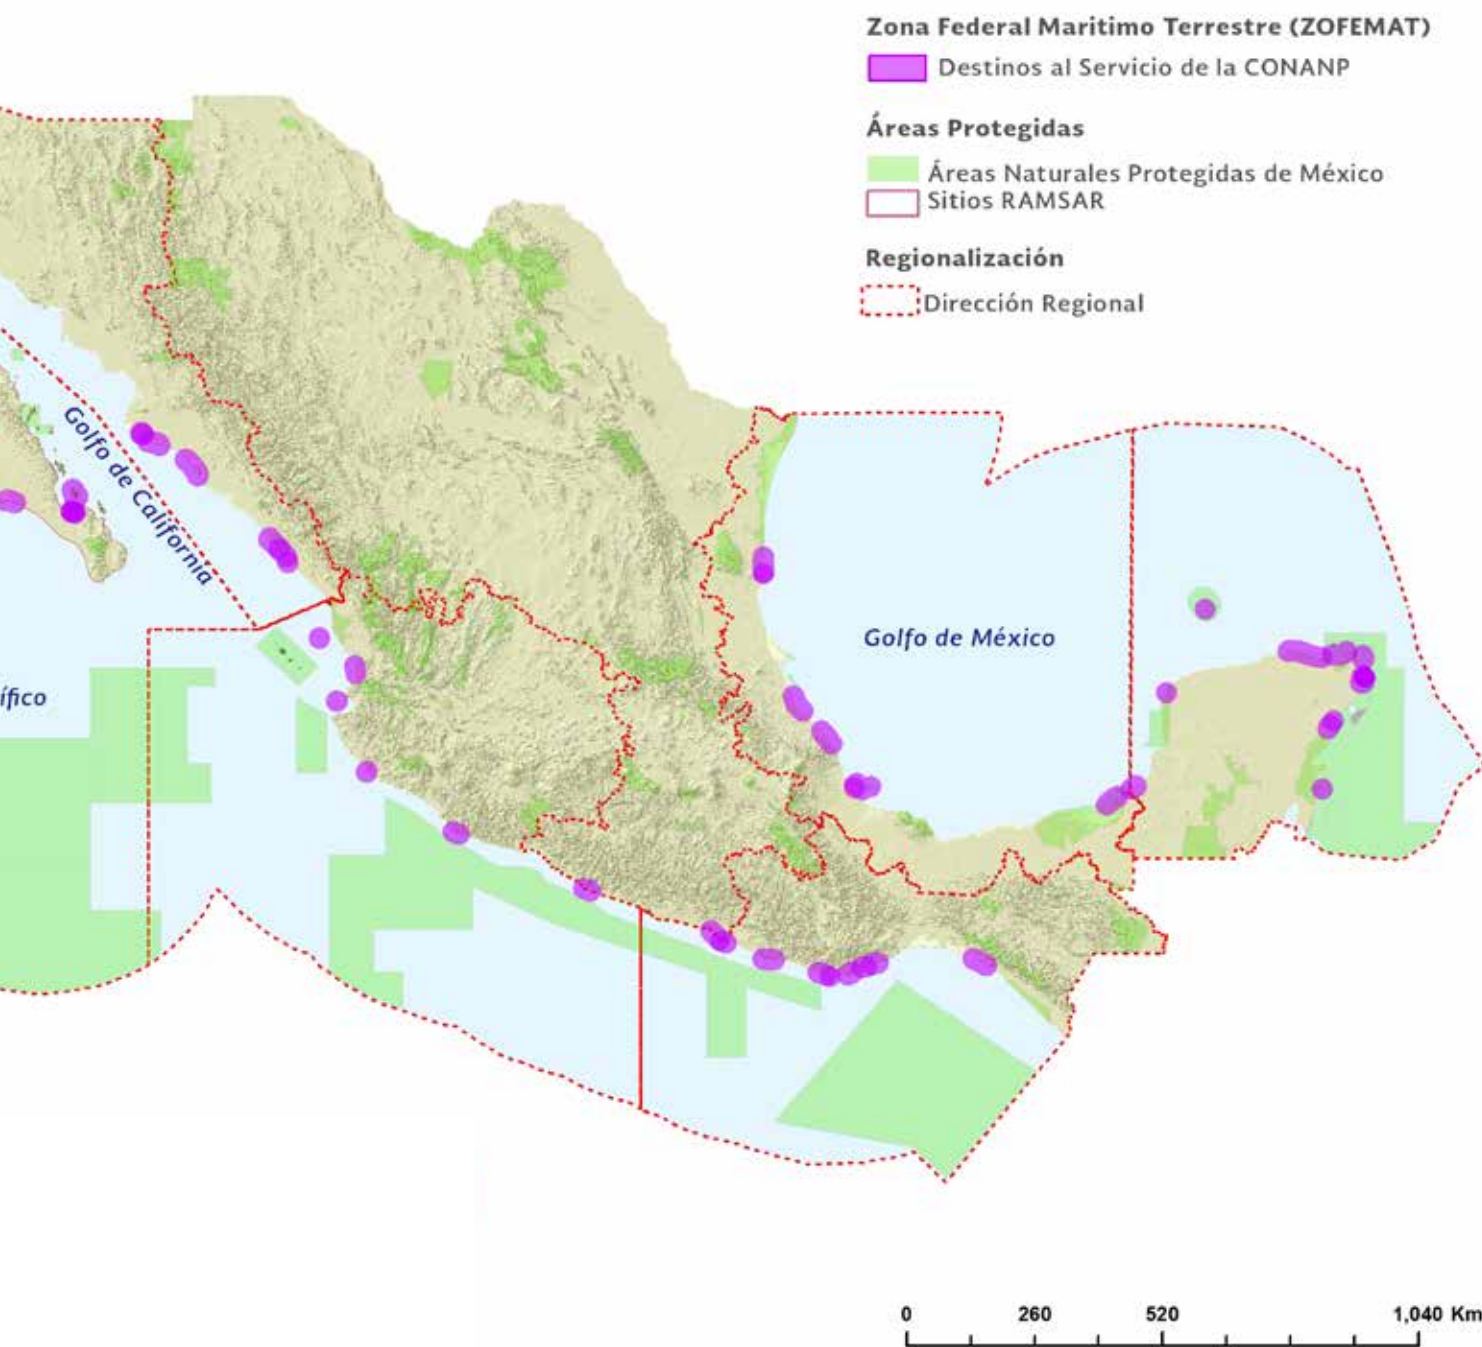 Zona Federal Maritimo Terrestre (ZOFEMAT)
Destinos al Servicio de la CONANP
Áreas Protegidas
Áreas Naturales Protegidas de México
Sitios RAMSAR
Regionalización
Dirección Regional
Golfo de California
Golfo de México
ífico
0 260 520 1,040 Km